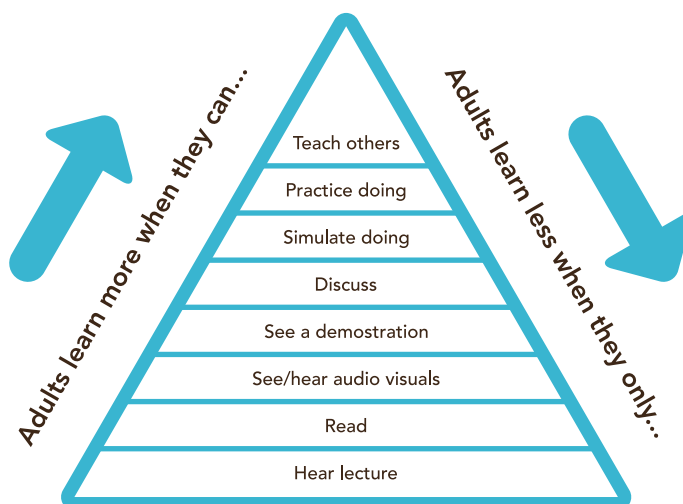 Adults learn more when they can...
Adults learn less when they only...
Teach others
Practice doing
Simulate doing
Discuss
See a demostration
See/hear audio visuals
Read
Hear lecture